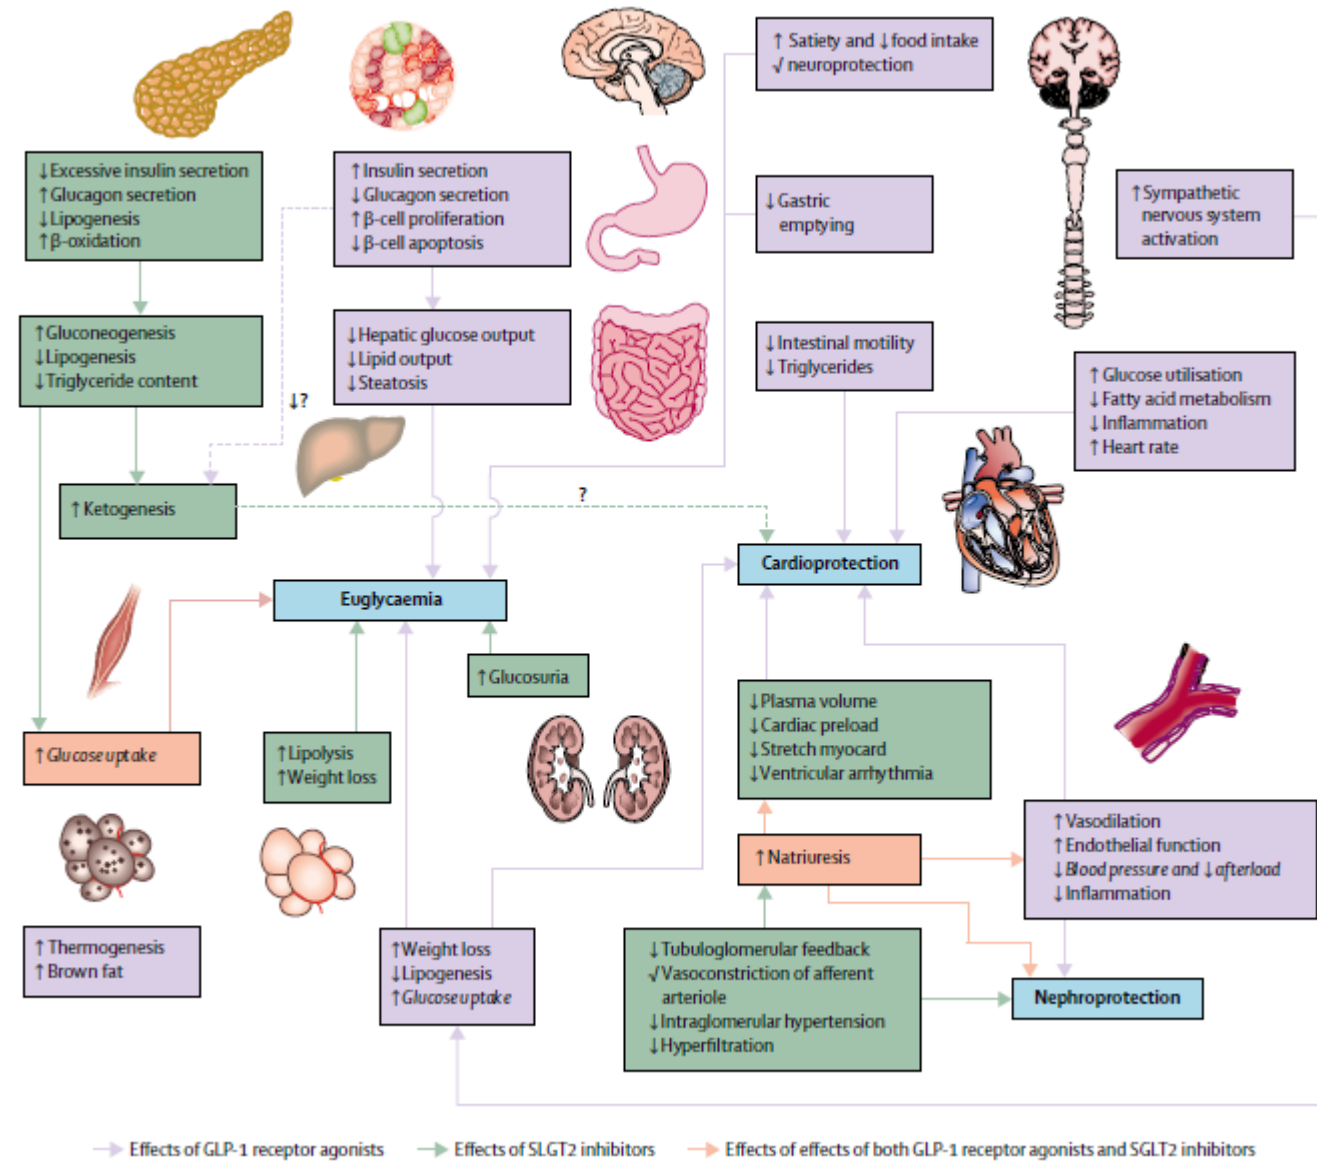 ↑ Satiety and ↓food intake
√ neuroprotection
↓Excessive insulin secretion
↑Glucagon secretion
↓Lipogenesis
↑β-oxidation
↑Insulin secretion
↓Glucagon secretion
↑β-cell proliferation
↓β-cell apoptosis
↓Gastric
emptying
↑Sympathetic
nervous system
activation
↑Gluconeogenesis
↓Lipogenesis
↓Triglyceride content
↓Hepatic glucose output
↓Lipid output
↓Steatosis
↓Intestinal motility
↓Triglycerides
↑Glucose utilisation
↓Fatty acid metabolism
↓Inflammation
↑Heart rate
↓?
↑Ketogenesis
?
Cardioprotection
Euglycaemia
↑Glucosuria
↓Plasma volume
↓Cardiac preload
↓Stretch myocard
↓Ventricular arrhythmia
↑Glucose uptake
↑Lipolysis
↑Weight loss
↑Natriuresis
↑Vasodilation
↑Endothelial function
↓Blood pressure and ↓afterload
↓Inflammation
↑Thermogenesis
↑Brown fat
↑Weight loss
↓Lipogenesis
↑Glucose uptake
↓Tubuloglomerular feedback
√Vasoconstriction of afferent
arteriole
↓Intraglomerular hypertension
↓Hyperfiltration
Nephroprotection
Effects of GLP-1 receptor agonists
Effects of SLGT2 inhibitors
Effects of effects of both GLP-1 receptor agonists and SGLT2 inhibitors